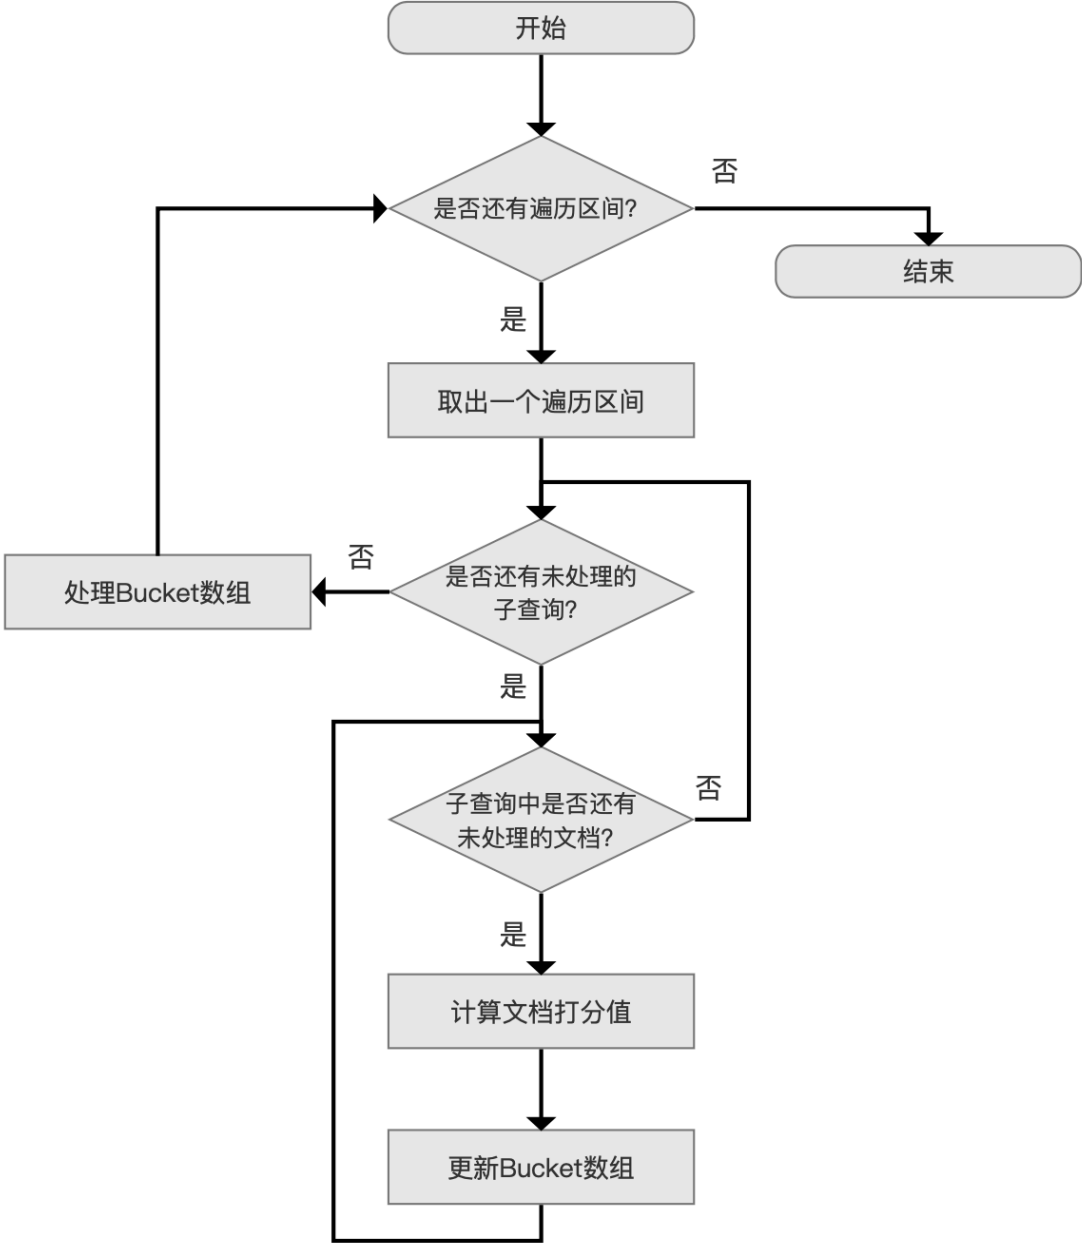 开始
是否还有遍历区间?
否
结束
是
取出一个遍历区间
否
处理Bucket数组
是否还有未处理的
子查询?
是
子查询中是否还有
未处理的文档?
否
是
计算文档打分值
更新Bucket数组